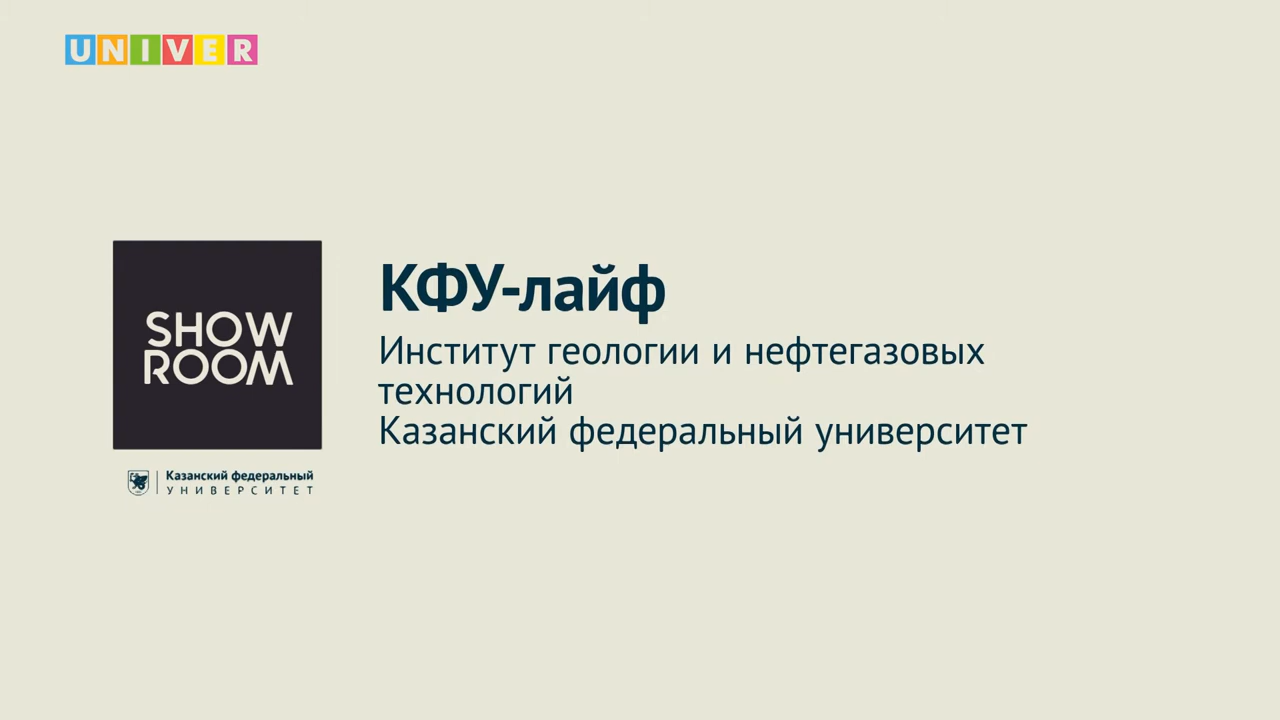 UNIVER
SHOW
ROOM
Казанский федеральный
УНИВЕРСИТЕТ
КФУ-лайф
Институт геологии и нефтегазовых
технологий
Казанский федеральный университет